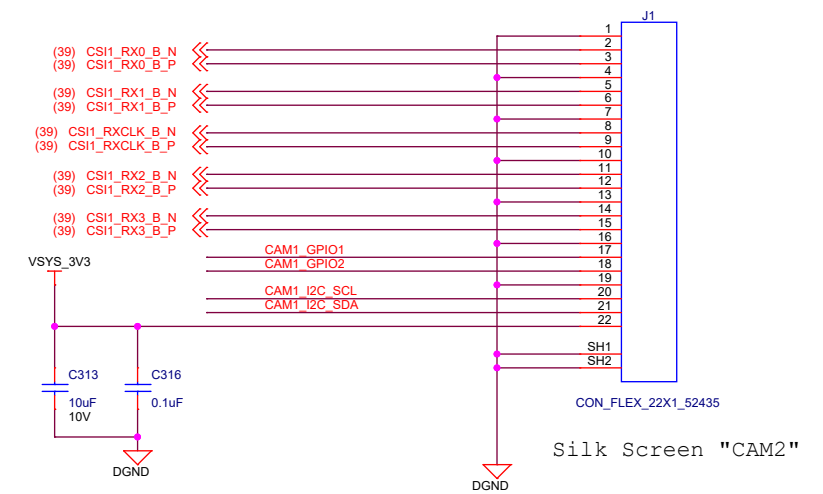 J1
1
(39) CSI1_RX0_B_N 2
(39) CSI1_RX0_B_P 3
4
(39) CSI1_RX1_B_N 5
(39) CSI1_RX1_B_P 6
7
(39) CSI1_RXCLK_B_N 8
(39) CSI1_RXCLK_B_P 9
10
(39) CSI1_RX2_B_N 11
(39) CSI1_RX2_B_P 12
13
(39) CSI1_RX3_B_N 14
(39) CSI1_RX3_B_P 15
16
CAM1_GPIO1 17
VSYS_3V3 CAM1_GPIO2 18
19
CAM1_I2C_SCL 20
CAM1_I2C_SDA 21
22
SH1
SH2
C313 C316
10uF 0.1uF CON_FLEX_22X1_52435
10V
Silk Screen "CAM2"
DGND DGND